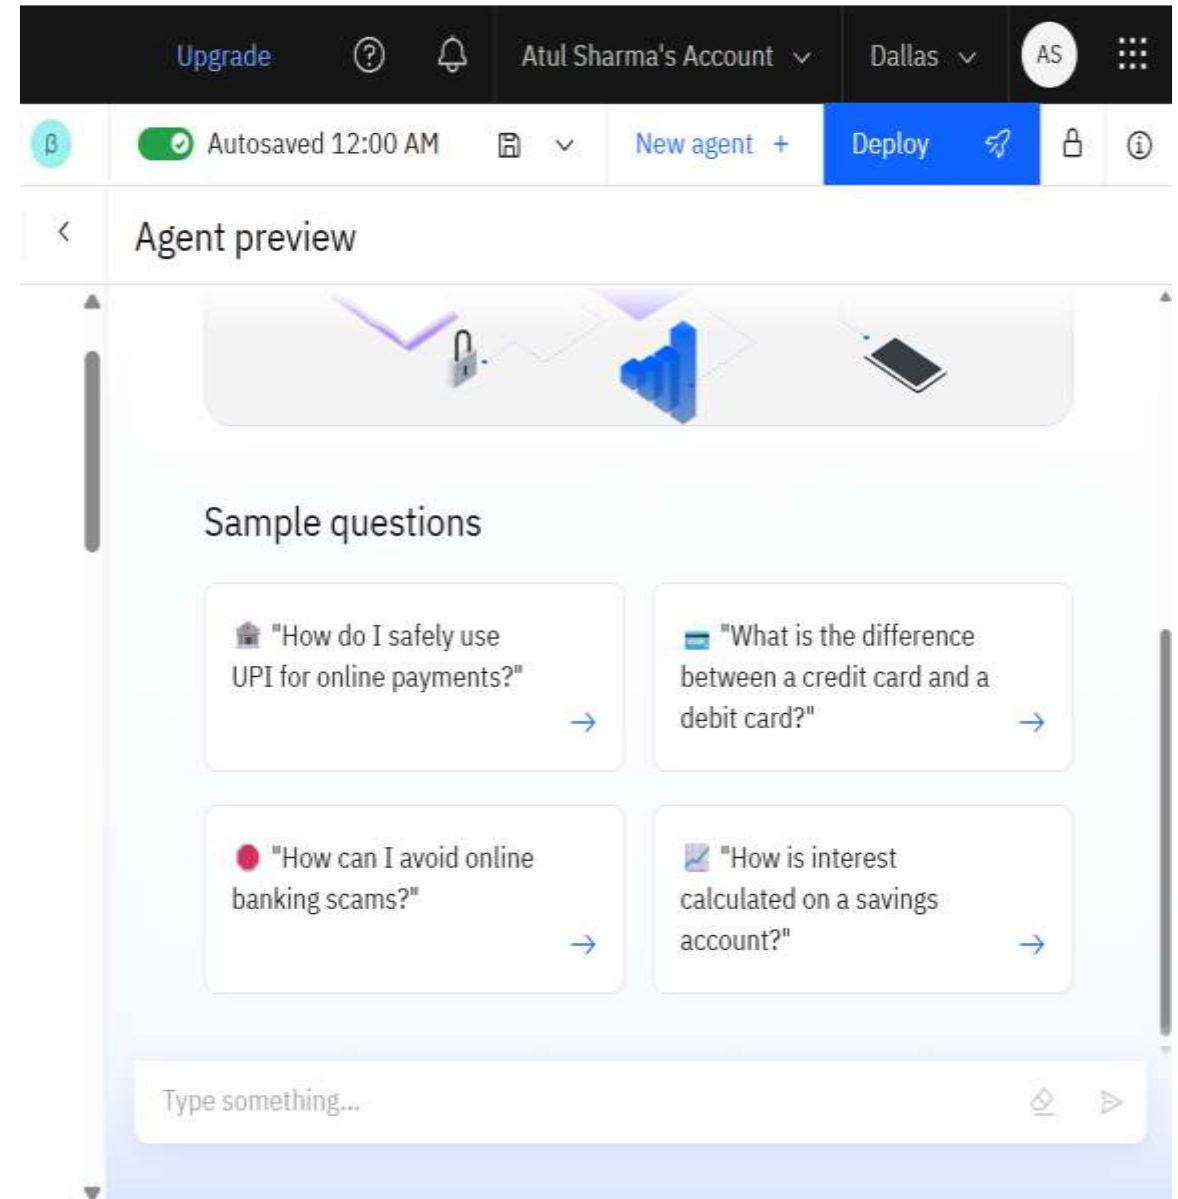 Upgrade Atul Sharma's Account Dallas AS
β Autosaved 12:00 AM New agent + Deploy
Agent preview
Sample questions
"How do I safely use
UPI for online payments?"
"What is the difference
between a credit card and a
debit card?"
"How can I avoid online
banking scams?"
"How is interest
calculated on a savings
account?"
Type something...